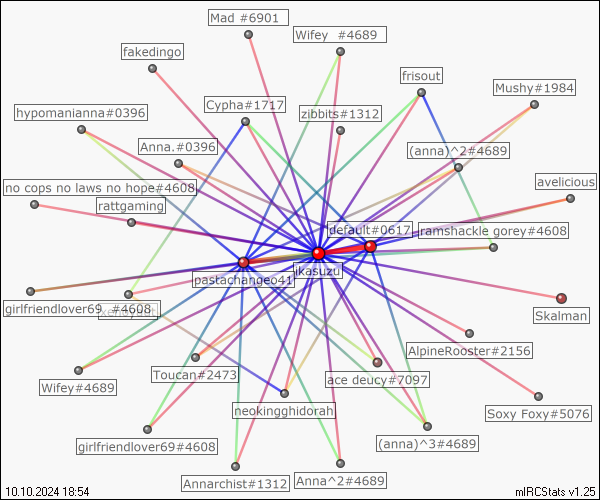 Mad #6901
Wifey #4689
fakedingo
frisout
Mushy#1984
Cypha#1717
hypomanianna#0396
zibbits#1312
Anna.#0396
(anna)^2#4689
no cops no laws no hope#4608
avelicious
rattgaming
default#0617
ramshackle gorey#4608
jkasuzu
pastachangeo41
girlfriendlover69_#4608
Skalman
AlpineRooster#2156
Toucan#2473
Wifey#4689
ace deucy#7097
neokingghidorah
Soxy Foxy#5076
girlfriendlover69#4608
(anna)^3#4689
Annarchist#1312
Anna^2#4689
10.10.2024 18:54
mIRCStats v1.25